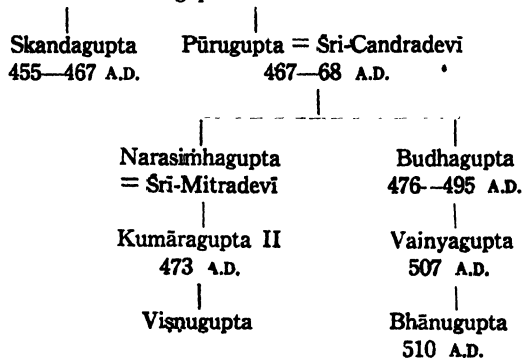 Skandagupta Pūrugupta = Śri-Candradevī
455—467 A.D. 467—68 A.D.
Narasiṁhagupta Budhagupta
= Śrī-Mitradevī 476--495 A.D.
Kumāragupta II Vainyagupta
473 A.D. 507 A.D.
Viṣṇugupta Bhānugupta
510 A.D.